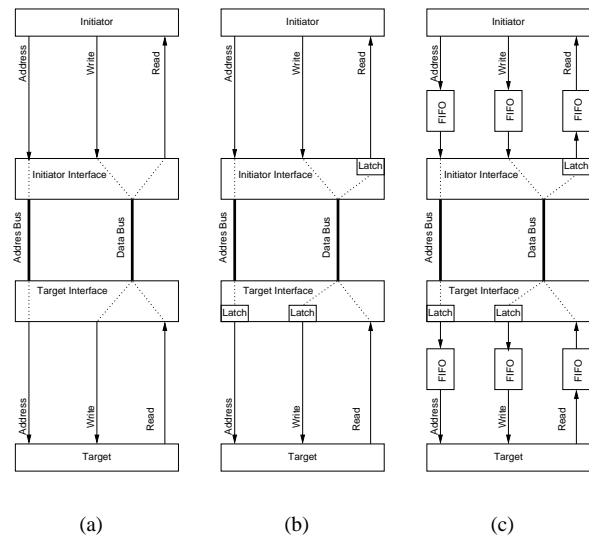 Initiator
Address
Write
Read
Initiator Interface
Addres Bus
Data Bus
Target Interface
Address
Write
Read
Target
(a)
Initiator
Address
Write
Read
Latch
Initiator Interface
Addres Bus
Data Bus
Target Interface
Latch
Latch
Address
Write
Read
Target
(b)
Initiator
Address
Write
Read
FIFO
FIFO
FIFO
Latch
Initiator Interface
Addres Bus
Data Bus
Target Interface
Latch
Latch
FIFO
FIFO
FIFO
Address
Write
Read
Target
(c)